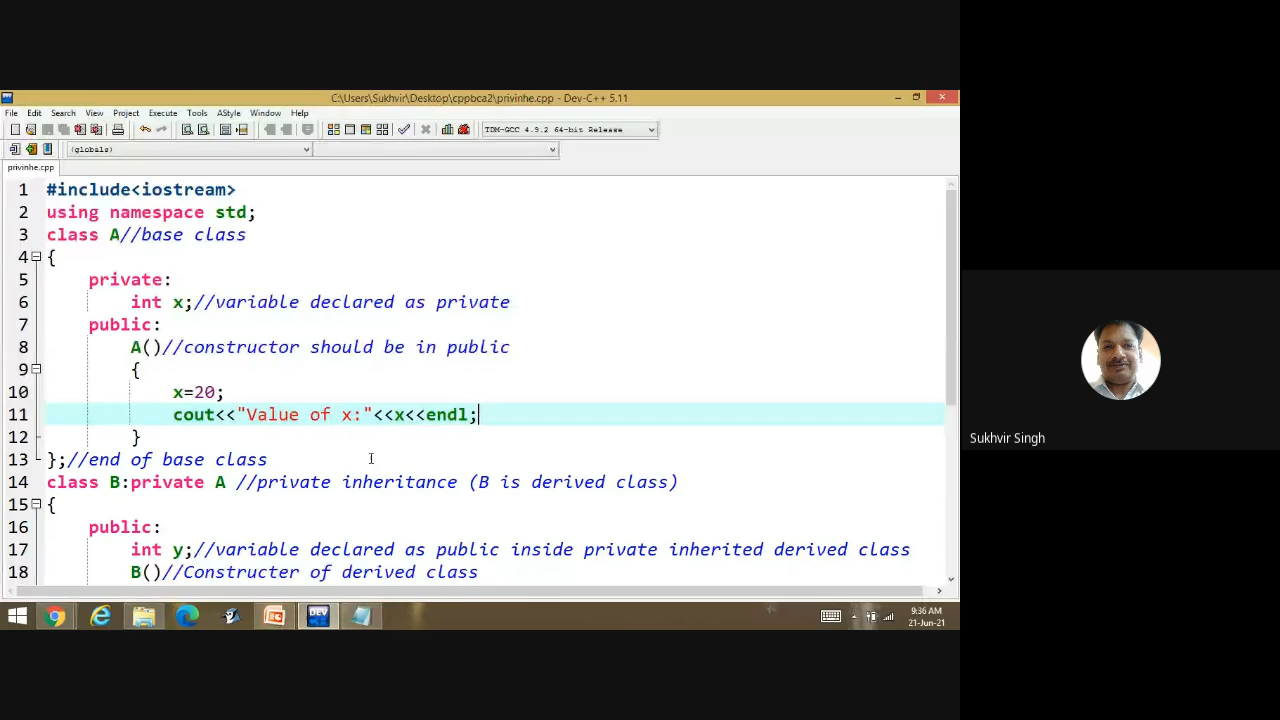 C:\Users\Sukhvir\Desktop\cppbca2\privinhe.cpp - Dev-C++ 5.11
File Edit Search View Project Execute Tools AStyle Window Help
TDM-GCC 4.9.2 64-bit Release
(globals)
privinhe.cpp
1 #include<iostream>
2 using namespace std;
3 class A//base class
4 {
5 private:
6 int x;//variable declared as private
7 public:
8 A()//constructor should be in public
9 {
10 x=20;
11 cout<<"Value of x:"<<x<<endl;
12 }
13 };//end of base class
14 class B:private A //private inheritance (B is derived class)
15 {
16 public:
17 int y;//variable declared as public inside private inherited derived class
18 B()//Constructer of derived class
Sukhvir Singh
DEV
9:36 AM
21-Jun-21